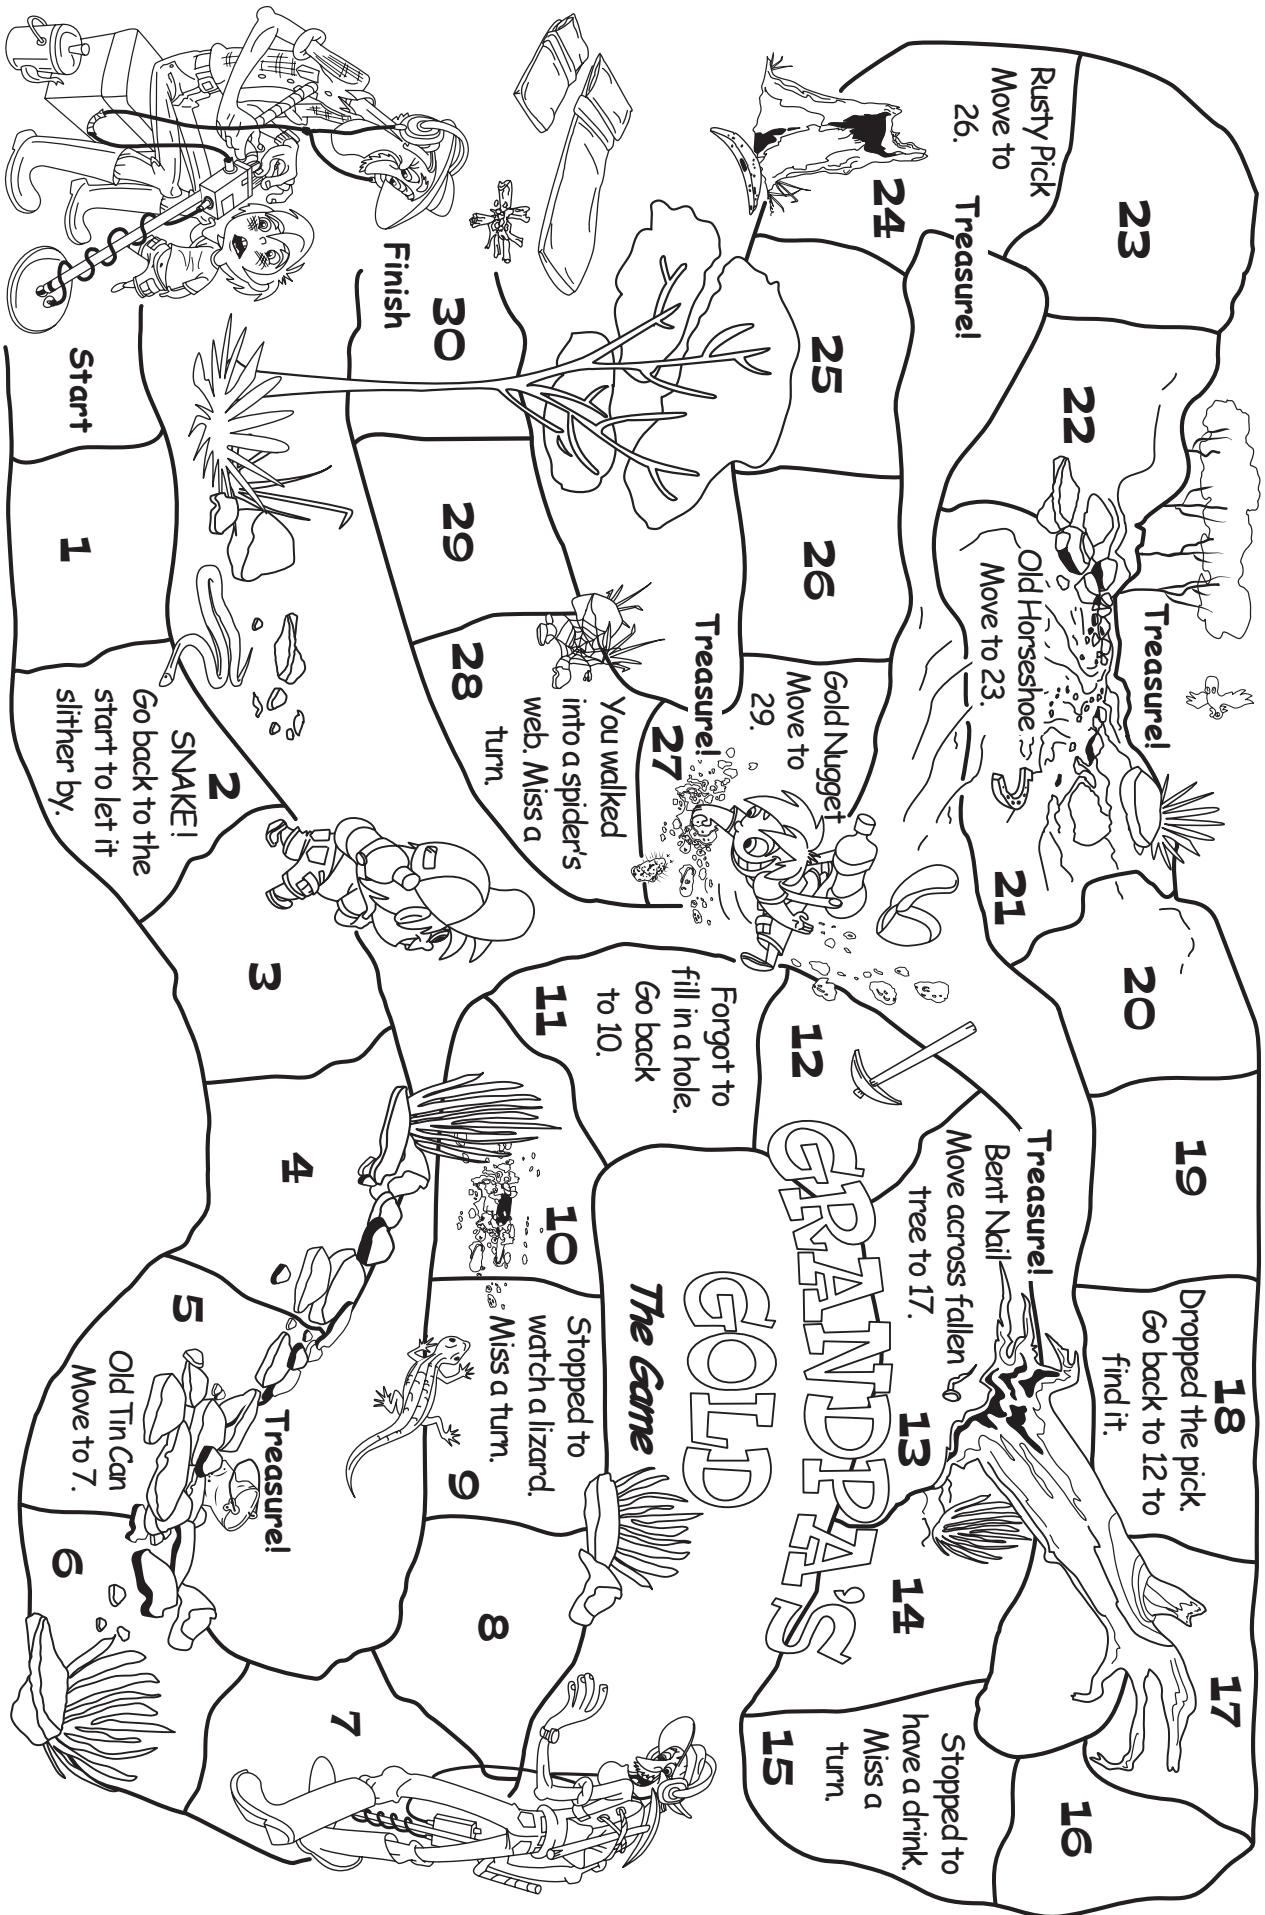 GRANDPA'S
GOLD
The Game
Start
1
2
SNAKE!
Go back to the
start to let it
slither by.
3
4
5
Treasure!
Old Tin Can
Move to 7.
6
7
8
9
Stopped to
watch a lizard.
Miss a turn.
10
11
Forgot to
fill in a hole.
Go back
to 10.
12
13
Treasure!
Bent Nail
Move across fallen
tree to 17.
14
15
Stopped to
have a drink.
Miss a
turn.
16
17
18
Dropped the pick.
Go back to 12 to
find it.
19
20
21
Treasure!
Old Horseshoe
Move to 23.
22
23
24
Treasure!
Rusty Pick
Move to
26.
25
26
27
Treasure!
Gold Nugget
Move to
29.
28
You walked
into a spider's
web. Miss a
turn.
29
30
Finish